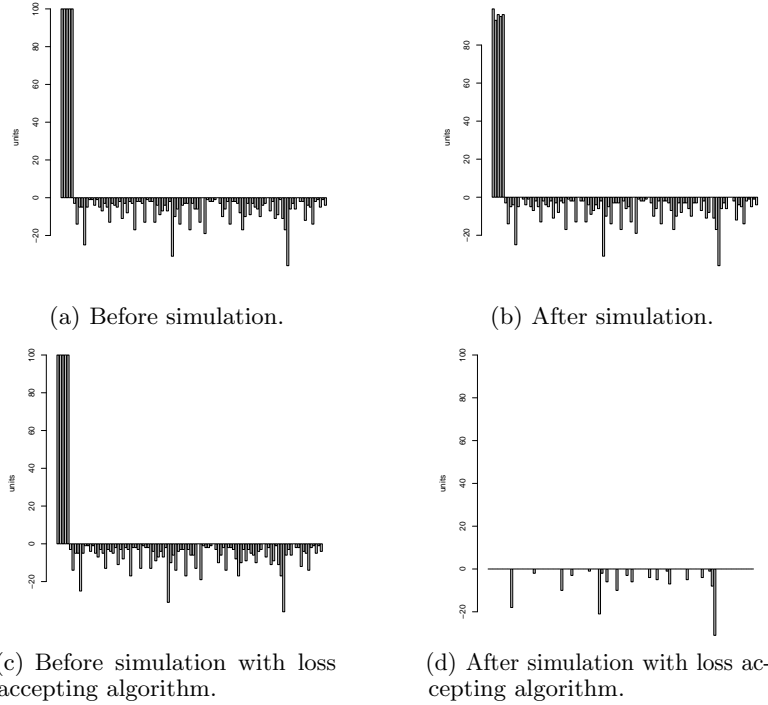 100
80
60
40
20
0
−20
units
80
60
40
20
0
−20
units
(a) Before simulation.
(b) After simulation.
100
80
60
40
20
0
−20
units
100
80
60
40
20
0
−20
units
(c) Before simulation with loss
accepting algorithm.
(d) After simulation with loss ac-
cepting algorithm.